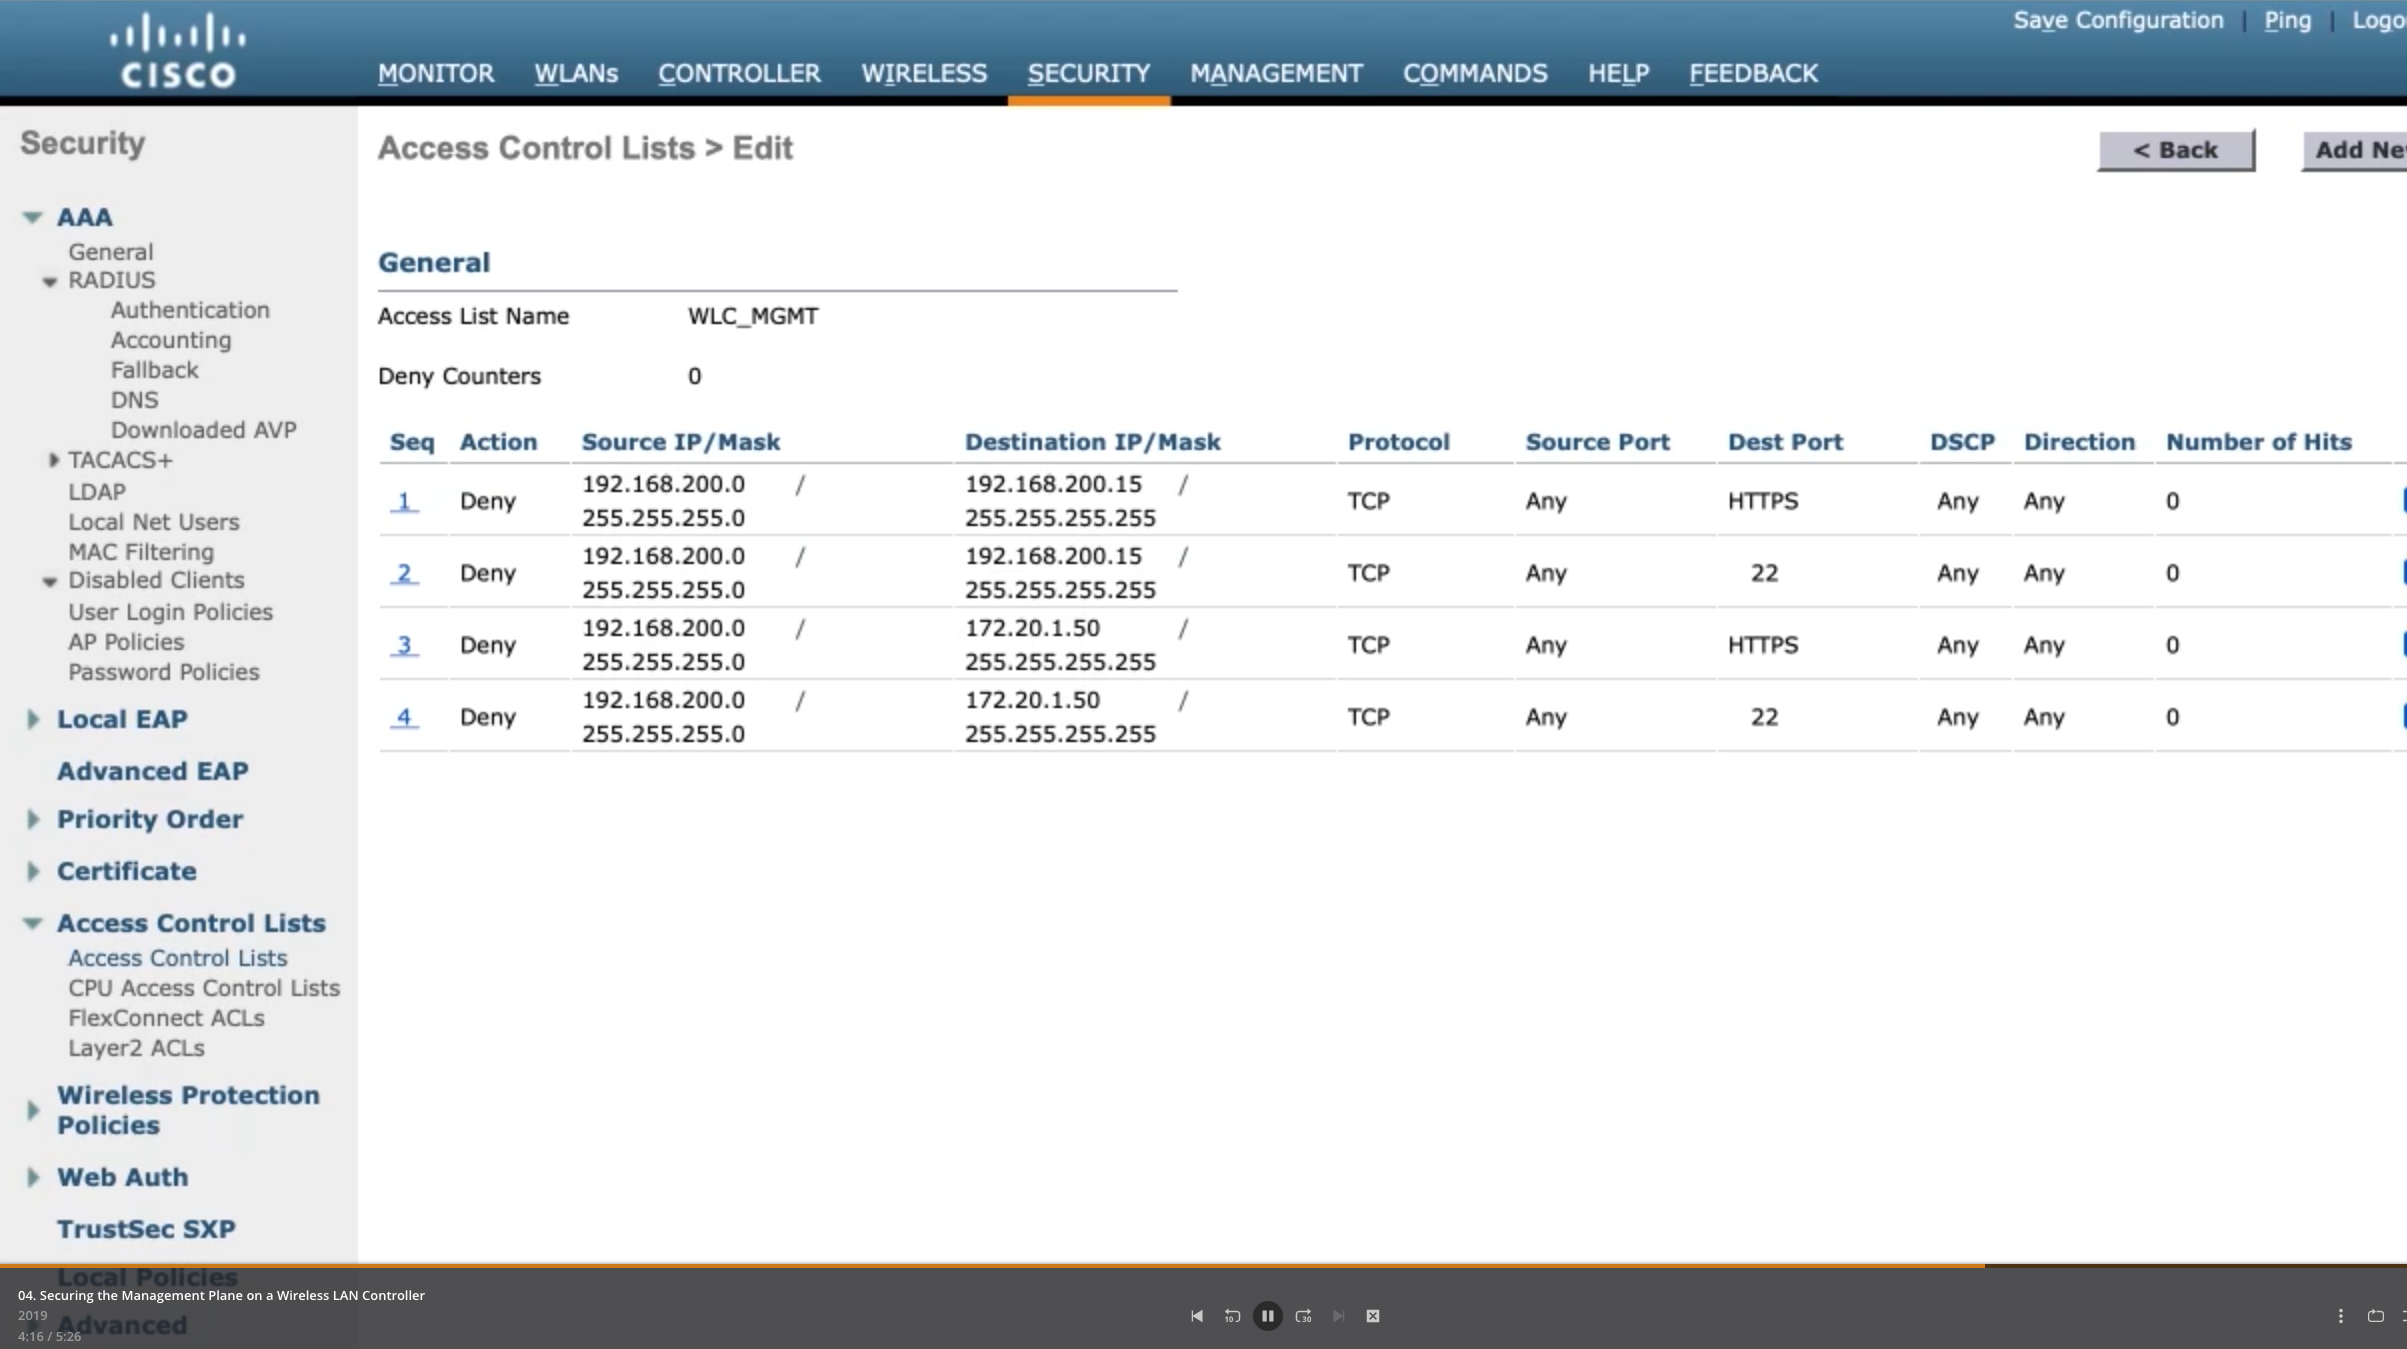 Save Configuration | Ping |
CISCO
MONITOR WLANs CONTROLLER WIRELESS SECURITY MANAGEMENT COMMANDS HELP FEEDBACK
Security
AAA
General
RADIUS
Authentication
Accounting
Fallback
DNS
Downloaded AVP
TACACS+
LDAP
Local Net Users
MAC Filtering
Disabled Clients
User Login Policies
AP Policies
Password Policies
Local EAP
Advanced EAP
Priority Order
Certificate
Access Control Lists
Access Control Lists
CPU Access Control Lists
FlexConnect ACLs
Layer2 ACLs
Wireless Protection
Policies
Web Auth
TrustSec SXP
Local Policies
Advanced
Access Control Lists > Edit
< Back
Add
General
Access List Name WLC_MGMT
Deny Counters 0
Seq Action Source IP/Mask Destination IP/Mask Protocol Source Port Dest Port DSCP Direction Number of Hits
192.168.200.0 / 192.168.200.15 /
1 Deny TCP Any HTTPS Any Any 0
255.255.255.0 255.255.255.255
192.168.200.0 / 192.168.200.15 /
2 Deny TCP Any 22 Any Any 0
255.255.255.0 255.255.255.255
192.168.200.0 / 172.20.1.50 /
3 Deny TCP Any HTTPS Any Any 0
255.255.255.0 255.255.255.255
192.168.200.0 / 172.20.1.50 /
4 Deny TCP Any 22 Any Any 0
255.255.255.0 255.255.255.255
04. Securing the Management Plane on a Wireless LAN Controller
2019
4:16 / 5:26
10
30